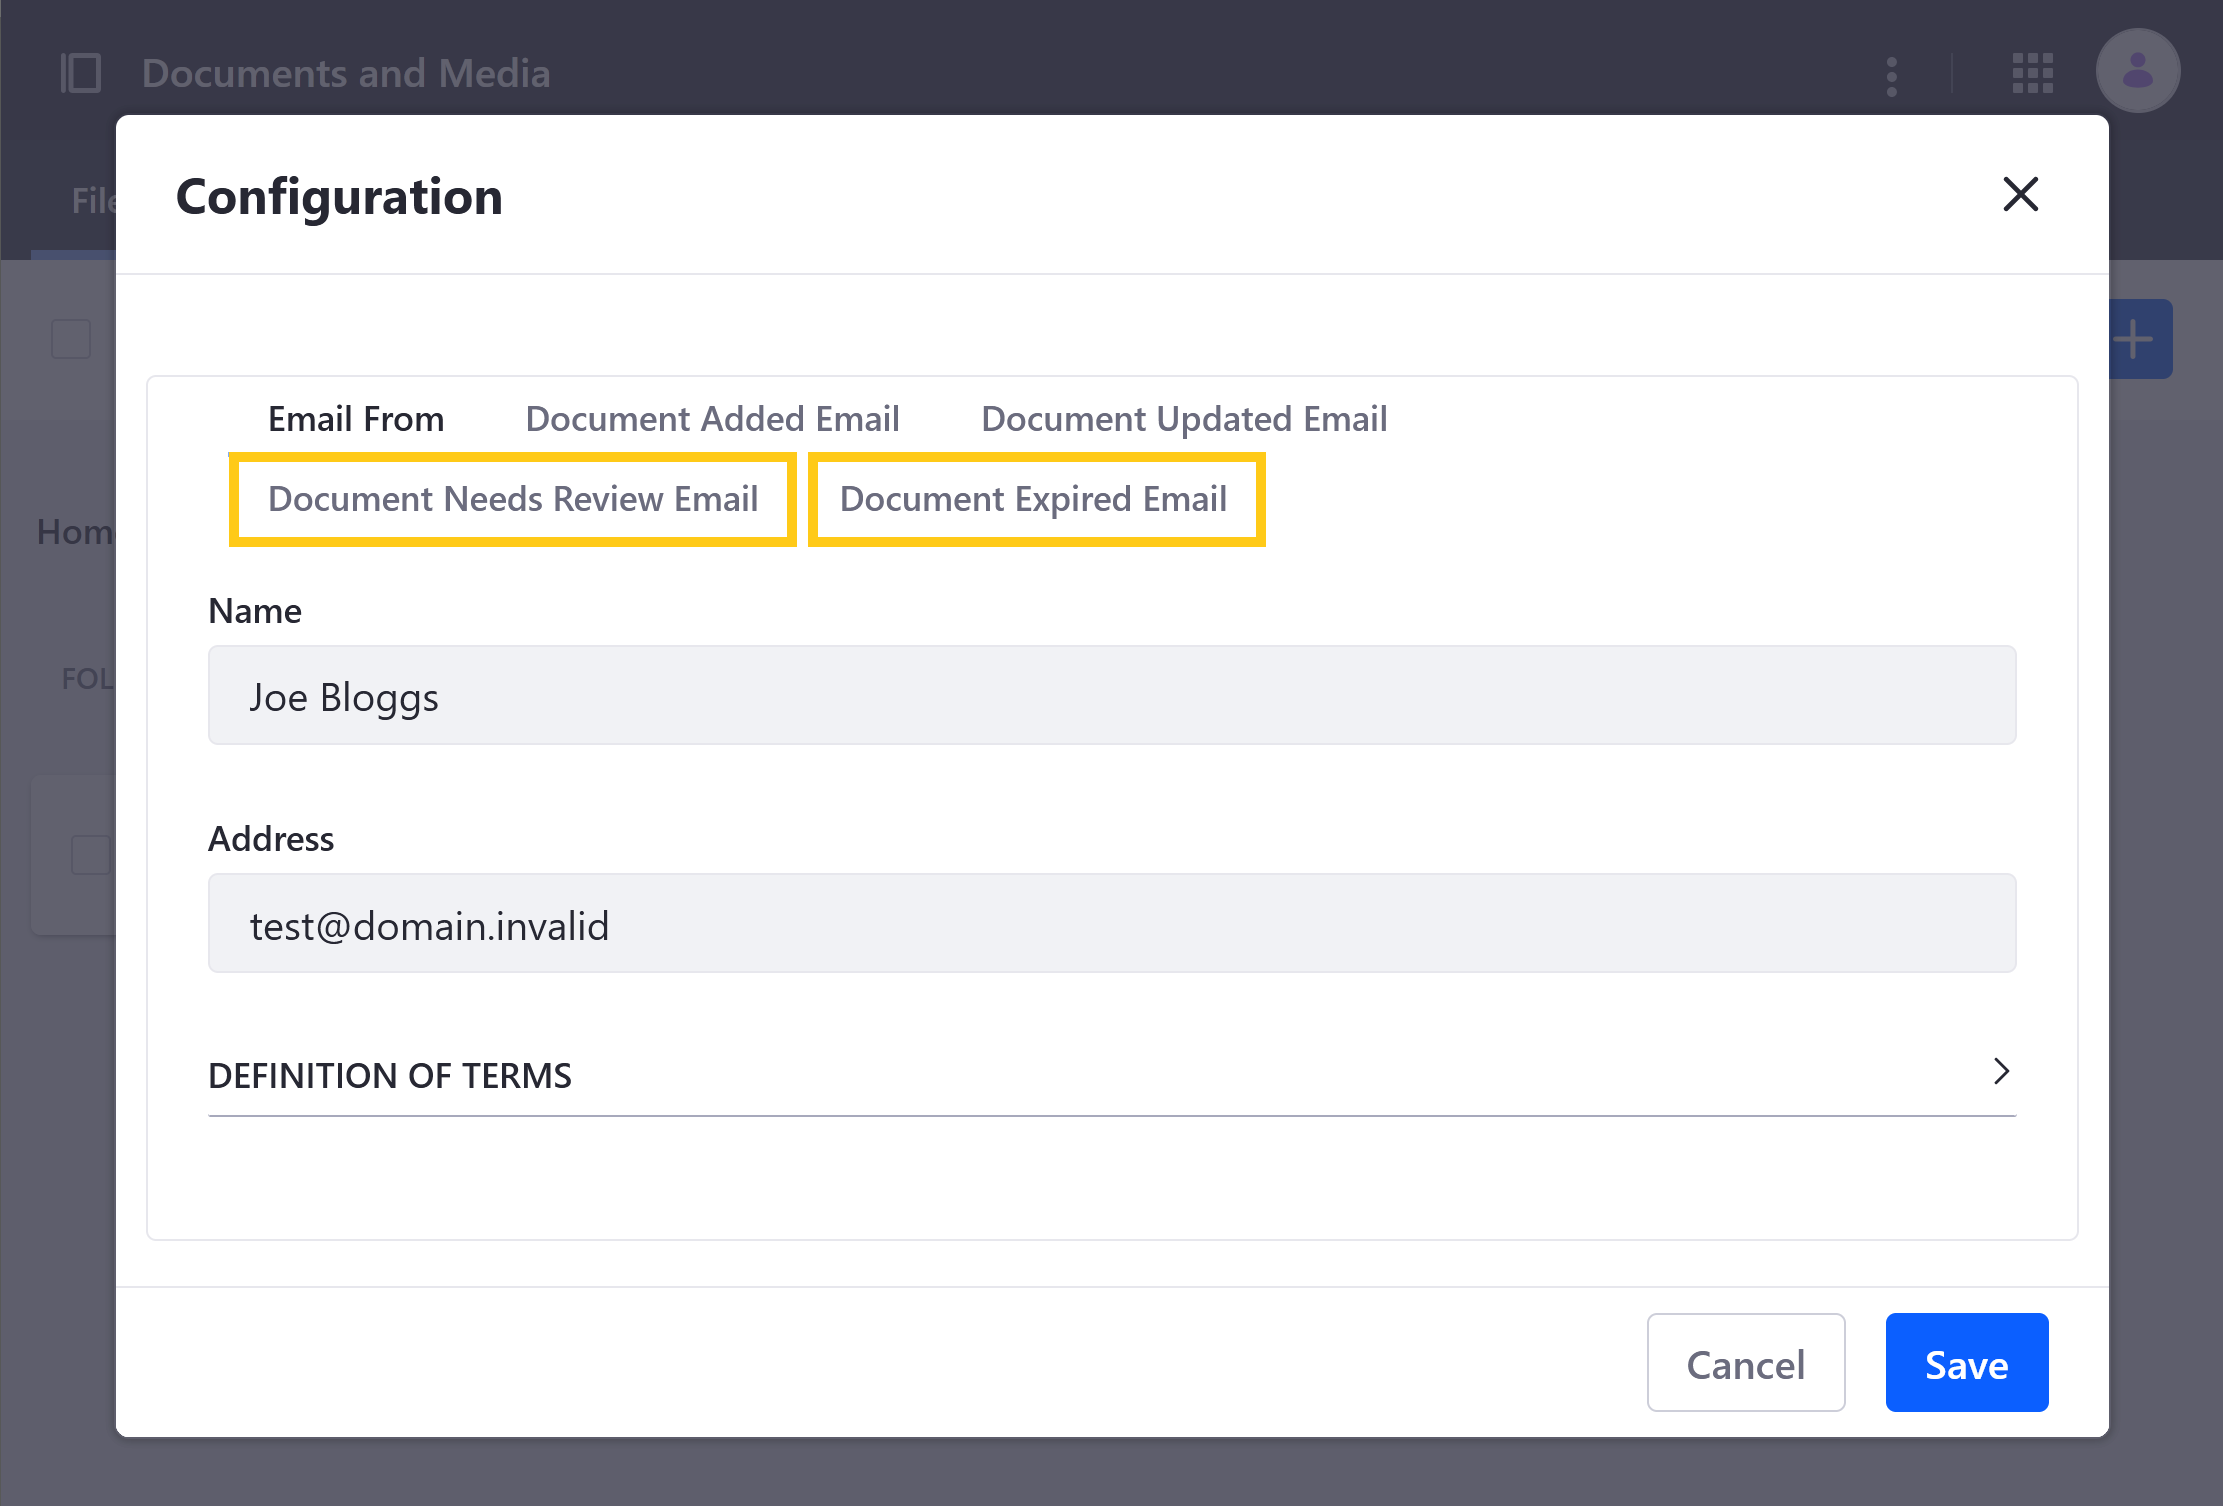 Documents and Media
File
Configuration
Email From Document Added Email Document Updated Email
Document Needs Review Email Document Expired Email
Hom
Name
FOL
Joe Bloggs
Address
test@domain.invalid
DEFINITION OF TERMS
Cancel Save